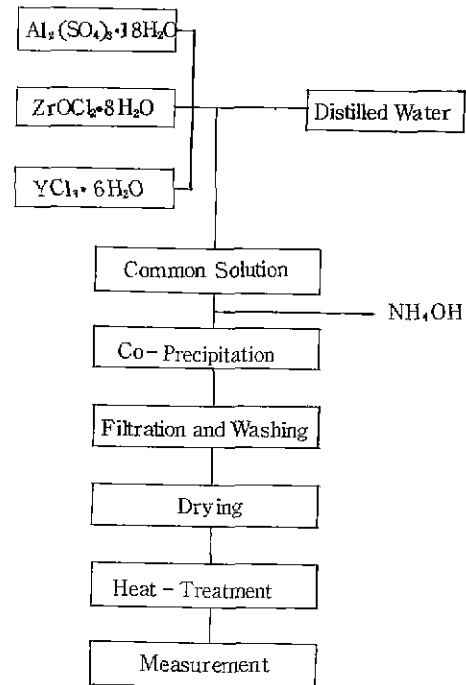 Al₂(SO₄)₃·18H₂O
ZrOCl₂·8H₂O
Distilled Water
YCl₃·6H₂O
Common Solution
NH₄OH
Co-Precipitation
Filtration and Washing
Drying
Heat-Treatment
Measurement